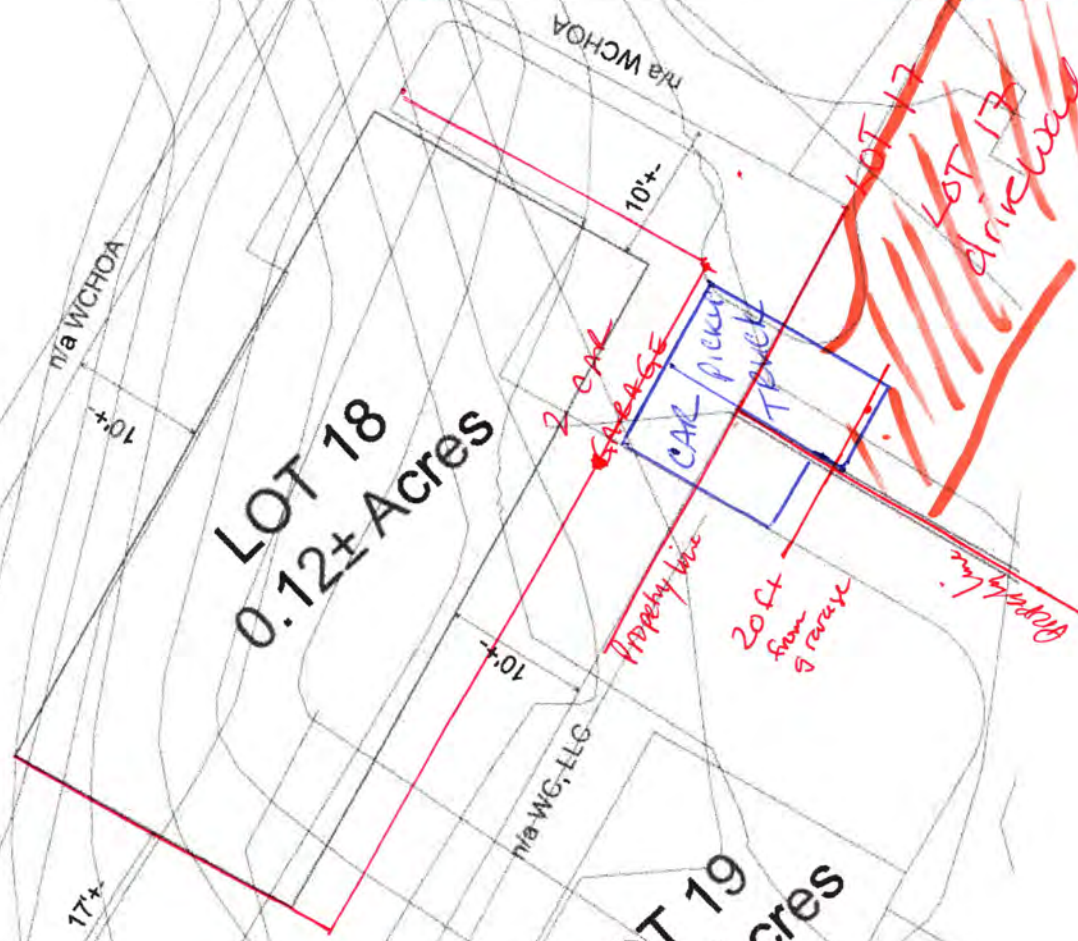 n/a WCHOA
n/a WCHOA
10'+-
10'+-
LOT 17
LOT 17
driveway
2 CAR
GARAGE
CAR / PICKUP
TRUCK
LOT 18
0.12± Acres
Property line
20 ft
from
garage
Property line
10'+-
n/a WC, LLC
17'+-
T 19
cres